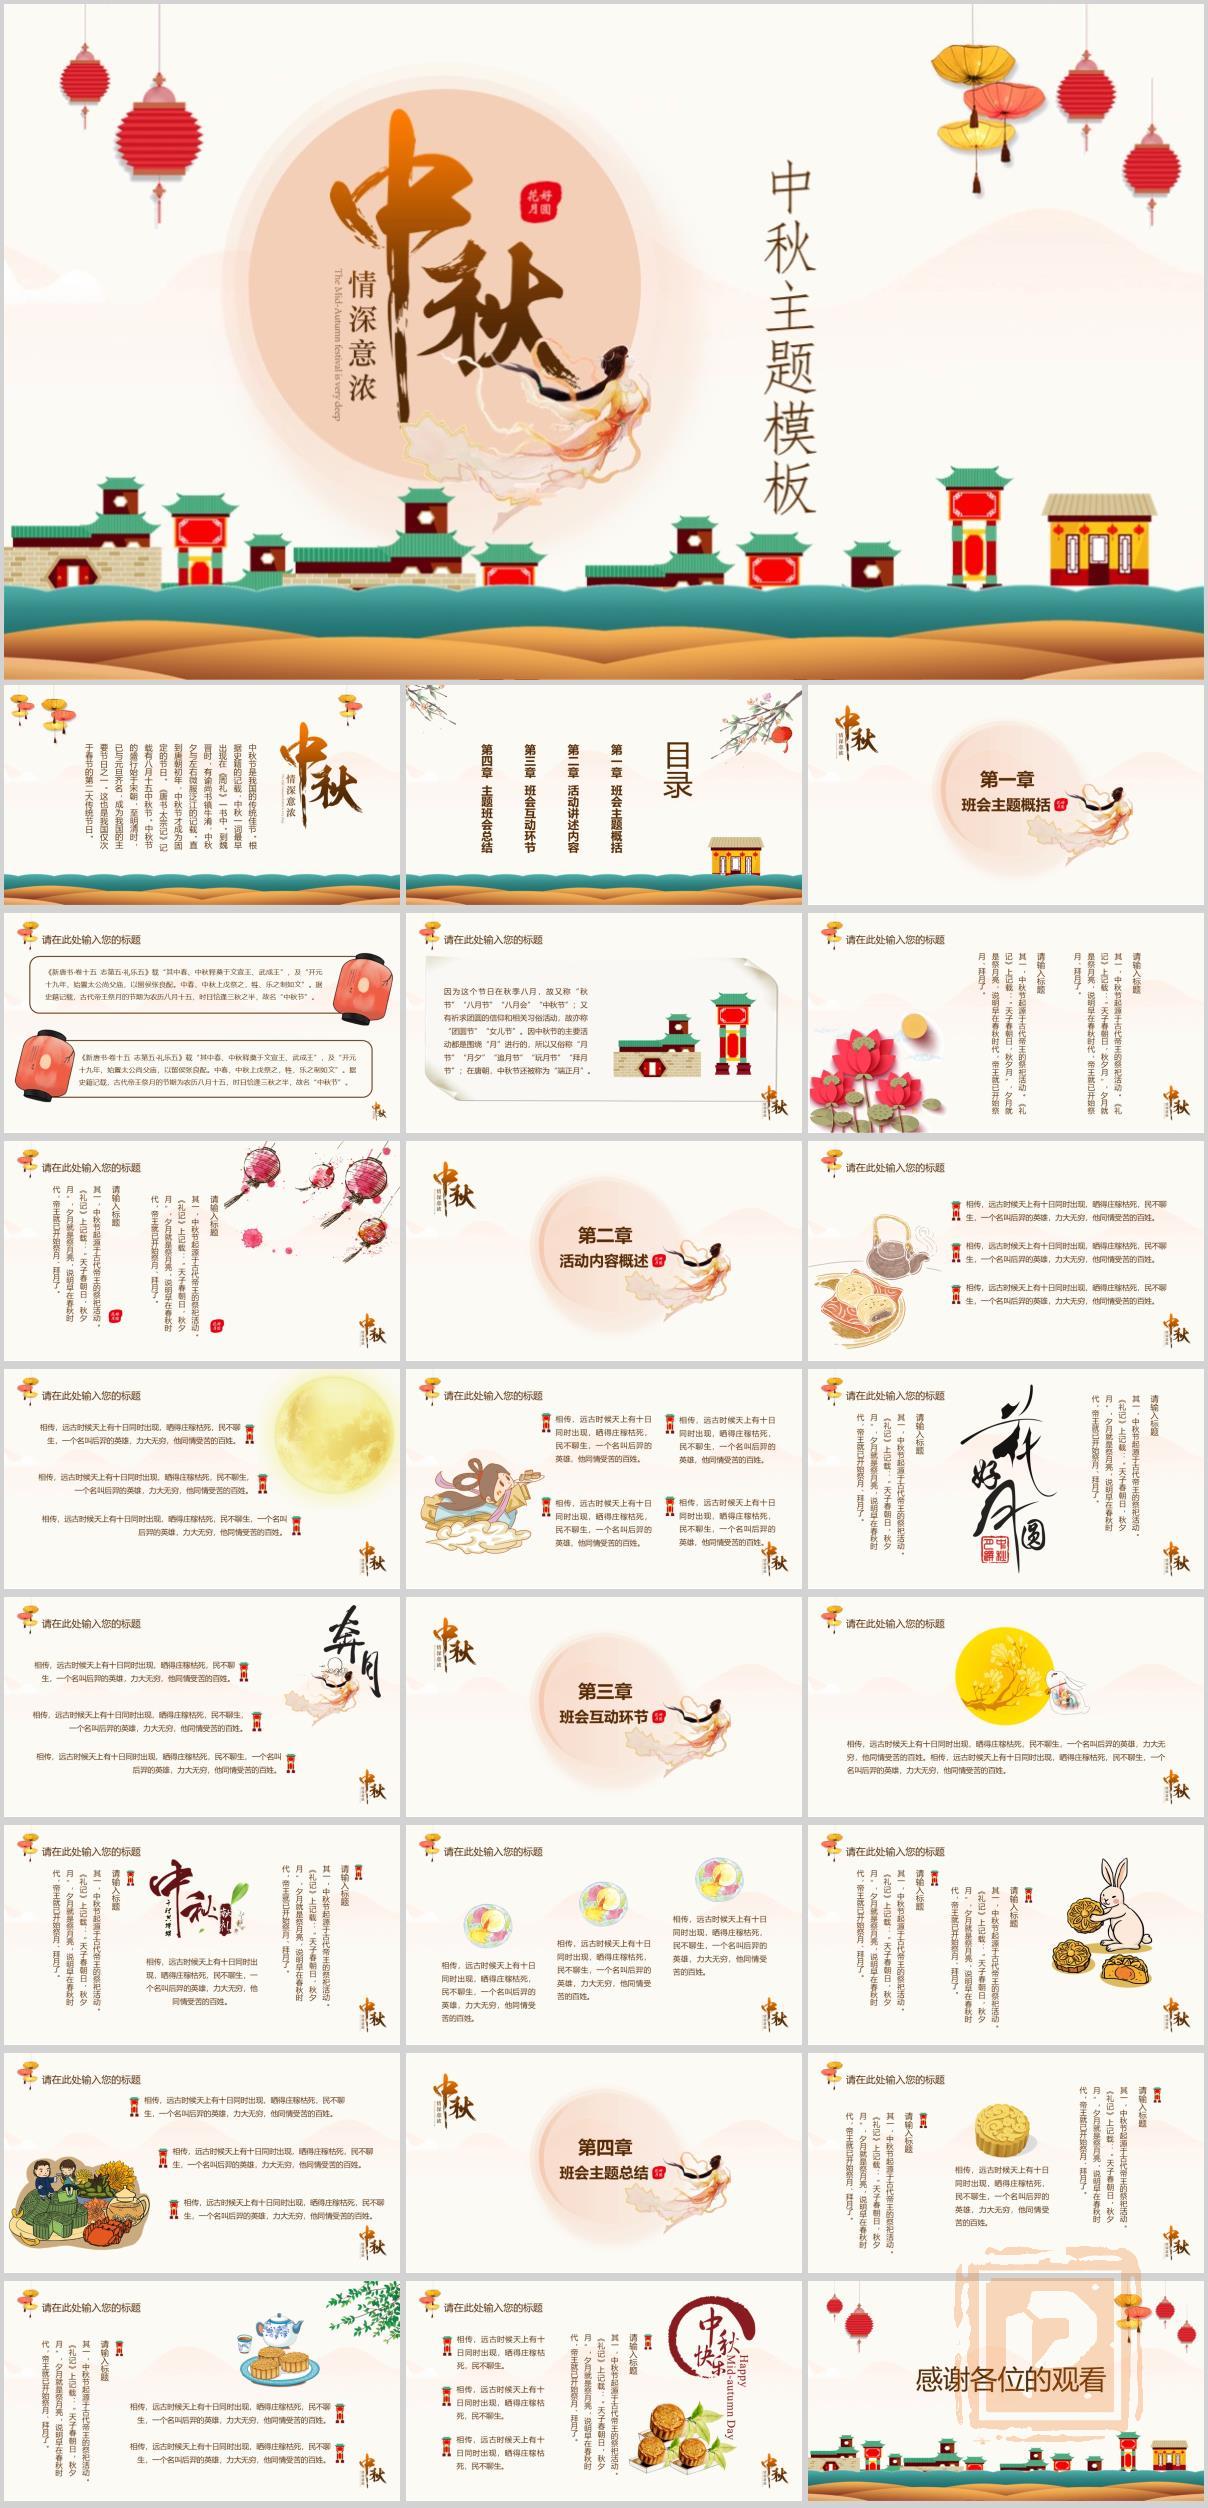 中秋
花好
月圆
情深意浓
The Mid-Autumn festival is very deep
中秋主题模板
中秋
情深意浓
中秋节是我国的传统佳节。根
据史籍的记载，中秋一词最早
出现在《周礼》一书中。到魏
晋时，有谕尚书镇牛淆，中秋
夕与左右微服泛江的记载。直
到唐朝初年，中秋节才成为固
定的节日。《唐书·太宗记》记
载有八月十五中秋节。中秋节
的盛行始于宋朝，至明清时，
已与元旦齐名，成为我国的主
要节日之一。这也是我国仅次
于春节的第二大传统节日。
目录
第一章 班会主题概括
第二章 活动讲述内容
第三章 班会互动环节
第四章 主题班会总结
中秋
情深意浓
第一章
班会主题概括
请在此处输入您的标题
《新唐书·卷十五 志第五·礼乐五》载“其中春、中秋释奠于文宣王、武成王”，及“开元
十九年，始置太公尚父庙，以留侯张良配。中春、中秋上戊祭之，牲、乐之制如文”。据
史籍记载，古代帝王祭月的节期为农历八月十五，时日恰逢三秋之半，故名“中秋节”。
《新唐书·卷十五 志第五·礼乐五》载“其中春、中秋释奠于文宣王、武成王”，及“开元
十九年，始置太公尚父庙，以留侯张良配。中春、中秋上戊祭之，牲、乐之制如文”。据
史籍记载，古代帝王祭月的节期为农历八月十五，时日恰逢三秋之半，故名“中秋节”。
中秋
请在此处输入您的标题
因为这个节日在秋季八月，故又称“秋
节”“八月节”“八月会”“中秋节”；又
有祈求团圆的信仰和相关习俗活动，故亦称
“团圆节”“女儿节”。因中秋节的主要活
动都是围绕“月”进行的，所以又俗称“月
节”“月夕”“追月节”“玩月节”“拜月
节”；在唐朝，中秋节还被称为“端正月”。
中秋
请在此处输入您的标题
请输入标题
其一，中秋节起源于古代帝王的祭祀活动。《礼
记》上记载：“天子春朝日，秋夕月”，夕月就
是祭月亮，说明早在春秋时代，帝王就已开始祭
月、拜月了。
请输入标题
其一，中秋节起源于古代帝王的祭祀活动。《礼
记》上记载：“天子春朝日，秋夕月”，夕月就
是祭月亮，说明早在春秋时代，帝王就已开始祭
月、拜月了。
中秋
请在此处输入您的标题
请输入标题
其一，中秋节起源于古代帝王的祭祀活动。
《礼记》上记载：“天子春朝日，秋夕
月”，夕月就是祭月亮，说明早在春秋时
代，帝王就已开始祭月、拜月了。
请输入标题
其一，中秋节起源于古代帝王的祭祀活动。
《礼记》上记载：“天子春朝日，秋夕
月”，夕月就是祭月亮，说明早在春秋时
代，帝王就已开始祭月、拜月了。
中秋
中秋
情深意浓
第二章
活动内容概述
请在此处输入您的标题
相传，远古时候天上有十日同时出现，晒得庄稼枯死，民不聊
生，一个名叫后羿的英雄，力大无穷，他同情受苦的百姓。
相传，远古时候天上有十日同时出现，晒得庄稼枯死，民不聊
生，一个名叫后羿的英雄，力大无穷，他同情受苦的百姓。
相传，远古时候天上有十日同时出现，晒得庄稼枯死，民不聊
生，一个名叫后羿的英雄，力大无穷，他同情受苦的百姓。
中秋
请在此处输入您的标题
相传，远古时候天上有十日同时出现，晒得庄稼枯死，民不聊
生，一个名叫后羿的英雄，力大无穷，他同情受苦的百姓。
相传，远古时候天上有十日同时出现，晒得庄稼枯死，民不聊生，
一个名叫后羿的英雄，力大无穷，他同情受苦的百姓。
相传，远古时候天上有十日同时出现，晒得庄稼枯死，民不聊生，一个名叫
后羿的英雄，力大无穷，他同情受苦的百姓。
中秋
请在此处输入您的标题
相传，远古时候天上有十日
同时出现，晒得庄稼枯死，
民不聊生，一个名叫后羿的
英雄，他同情受苦的百姓。
相传，远古时候天上有十日
同时出现，晒得庄稼枯死，
民不聊生，一个名叫后羿的
英雄，他同情受苦的百姓。
相传，远古时候天上有十日
同时出现，晒得庄稼枯死，
民不聊生，一个名叫后羿的
英雄，他同情受苦的百姓。
相传，远古时候天上有十日
同时出现，晒得庄稼枯死，
民不聊生，一个名叫后羿的
英雄，他同情受苦的百姓。
中秋
请在此处输入您的标题
请输入标题
其一，中秋节起源于古代帝王的祭祀活动。
《礼记》上记载：“天子春朝日，秋夕
月”，夕月就是祭月亮，说明早在春秋时
代，帝王就已开始祭月、拜月了。
花好月圆
请输入标题
其一，中秋节起源于古代帝王的祭祀活动。
《礼记》上记载：“天子春朝日，秋夕
月”，夕月就是祭月亮，说明早在春秋时
代，帝王就已开始祭月、拜月了。
中秋
请在此处输入您的标题
奔月
相传，远古时候天上有十日同时出现，晒得庄稼枯死，民不聊
生，一个名叫后羿的英雄，力大无穷，他同情受苦的百姓。
相传，远古时候天上有十日同时出现，晒得庄稼枯死，民不聊生，
一个名叫后羿的英雄，力大无穷，他同情受苦的百姓。
相传，远古时候天上有十日同时出现，晒得庄稼枯死，民不聊生，一个名叫
后羿的英雄，力大无穷，他同情受苦的百姓。
中秋
中秋
情深意浓
第三章
班会互动环节
请在此处输入您的标题
相传，远古时候天上有十日同时出现，晒得庄稼枯死，民不聊生，一个名叫后羿的英雄，力大无
穷，他同情受苦的百姓。相传，远古时候天上有十日同时出现，晒得庄稼枯死，民不聊生，一个
名叫后羿的英雄，力大无穷，他同情受苦的百姓。
中秋
请在此处输入您的标题
请输入标题
其一，中秋节起源于古代帝王的祭祀活动。
《礼记》上记载：“天子春朝日，秋夕
月”，夕月就是祭月亮，说明早在春秋时
代，帝王就已开始祭月、拜月了。
中秋
相传，远古时候天上有十日同时出
现，晒得庄稼枯死，民不聊生，一
个名叫后羿的英雄，力大无穷，他
同情受苦的百姓。
请输入标题
其一，中秋节起源于古代帝王的祭祀活动。
《礼记》上记载：“天子春朝日，秋夕
月”，夕月就是祭月亮，说明早在春秋时
代，帝王就已开始祭月、拜月了。
中秋
请在此处输入您的标题
相传，远古时候天上有十日
同时出现，晒得庄稼枯死，
民不聊生，一个名叫后羿的
英雄，力大无穷，他同情受
苦的百姓。
相传，远古时候天上有十日
同时出现，晒得庄稼枯死，
民不聊生，一个名叫后羿的
英雄，力大无穷，他同情受
苦的百姓。
相传，远古时候天上有十日
同时出现，晒得庄稼枯死，
民不聊生，一个名叫后羿的
英雄，力大无穷，他同情受
苦的百姓。
中秋
请在此处输入您的标题
请输入标题
其一，中秋节起源于古代帝王的祭祀活动。
《礼记》上记载：“天子春朝日，秋夕
月”，夕月就是祭月亮，说明早在春秋时
代，帝王就已开始祭月、拜月了。
请输入标题
其一，中秋节起源于古代帝王的祭祀活动。
《礼记》上记载：“天子春朝日，秋夕
月”，夕月就是祭月亮，说明早在春秋时
代，帝王就已开始祭月、拜月了。
请在此处输入您的标题
相传，远古时候天上有十日同时出现，晒得庄稼枯死，民不聊
生，一个名叫后羿的英雄，力大无穷，他同情受苦的百姓。
相传，远古时候天上有十日同时出现，晒得庄稼枯死，民不聊
生，一个名叫后羿的英雄，力大无穷，他同情受苦的百姓。
相传，远古时候天上有十日同时出现，晒得庄稼枯死，民不聊
生，一个名叫后羿的英雄，力大无穷，他同情受苦的百姓。
中秋
中秋
情深意浓
第四章
班会主题总结
请在此处输入您的标题
请输入标题
其一，中秋节起源于古代帝王的祭祀活动。
《礼记》上记载：“天子春朝日，秋夕
月”，夕月就是祭月亮，说明早在春秋时
代，帝王就已开始祭月、拜月了。
相传，远古时候天上有十日
同时出现，晒得庄稼枯死，
民不聊生，一个名叫后羿的
英雄，力大无穷，他同情受
苦的百姓。
请输入标题
其一，中秋节起源于古代帝王的祭祀活动。
《礼记》上记载：“天子春朝日，秋夕
月”，夕月就是祭月亮，说明早在春秋时
代，帝王就已开始祭月、拜月了。
中秋
请在此处输入您的标题
请输入标题
其一，中秋节起源于古代帝王的祭祀活动。
《礼记》上记载：“天子春朝日，秋夕
月”，夕月就是祭月亮，说明早在春秋时
代，帝王就已开始祭月、拜月了。
相传，远古时候天上有十日同时出现，晒得庄稼枯死，民不聊
生，一个名叫后羿的英雄，力大无穷，他同情受苦的百姓。
相传，远古时候天上有十日同时出现，晒得庄稼枯死，民不聊
生，一个名叫后羿的英雄，力大无穷，他同情受苦的百姓。
中秋
请在此处输入您的标题
相传，远古时候天上有十
日同时出现，晒得庄稼枯
死，民不聊生。
相传，远古时候天上有十
日同时出现，晒得庄稼枯
死，民不聊生。
相传，远古时候天上有十
日同时出现，晒得庄稼枯
死，民不聊生。
请输入标题
其一，中秋节起源于古代帝王的祭祀活动。
《礼记》上记载：“天子春朝日，秋夕
月”，夕月就是祭月亮，说明早在春秋时
代，帝王就已开始祭月、拜月了。
中秋快乐
Happy
Mid-autumn Day
中秋
感谢各位的观看